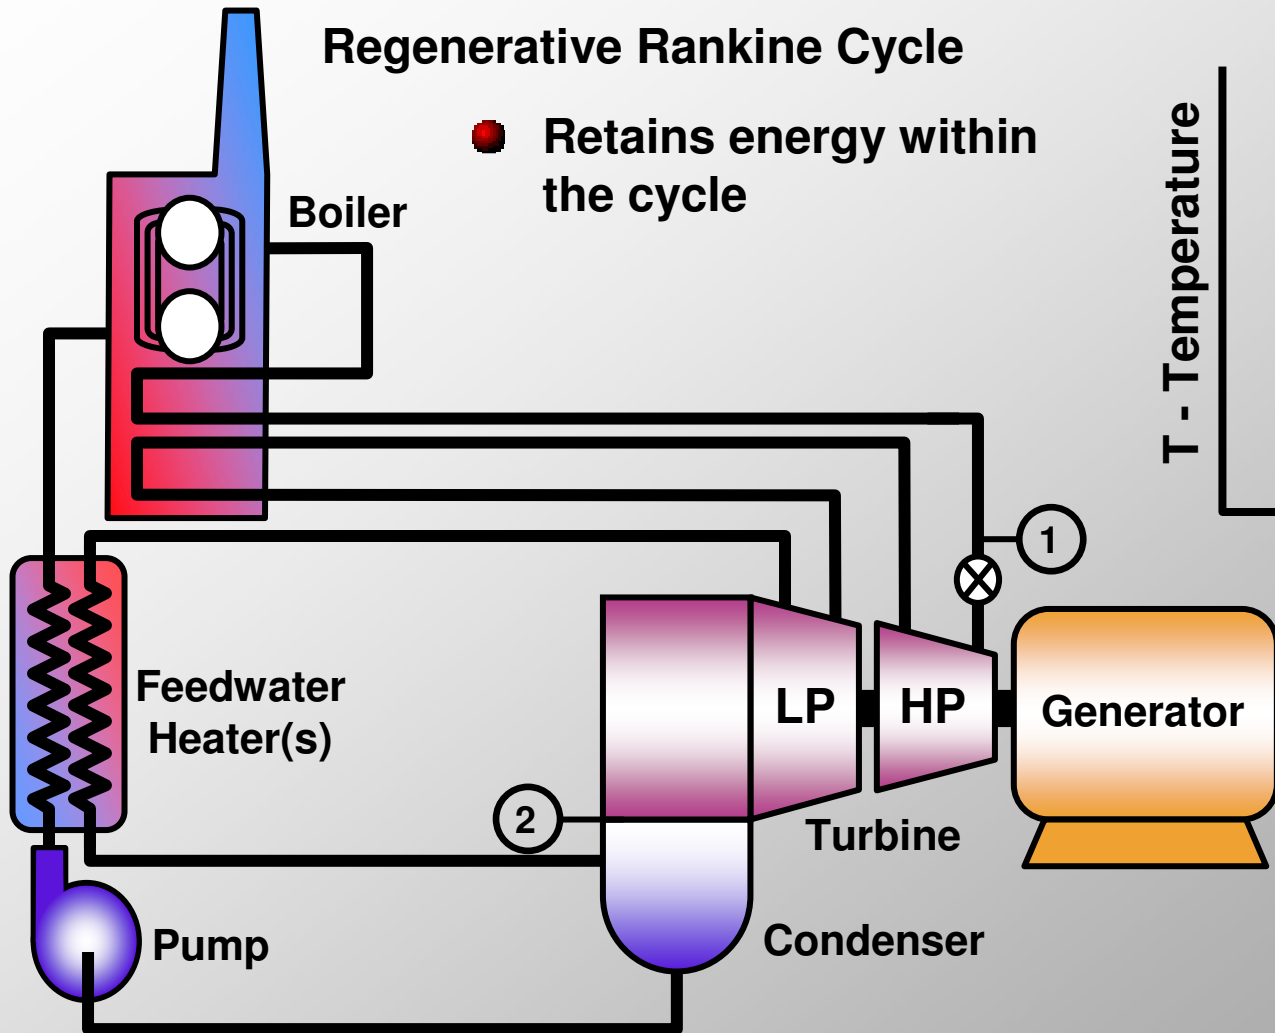 Regenerative Rankine Cycle
Retains energy within
the cycle
T - Temperature
Boiler
1
Feedwater
Heater(s)
LP
HP
Generator
2
Turbine
Pump
Condenser